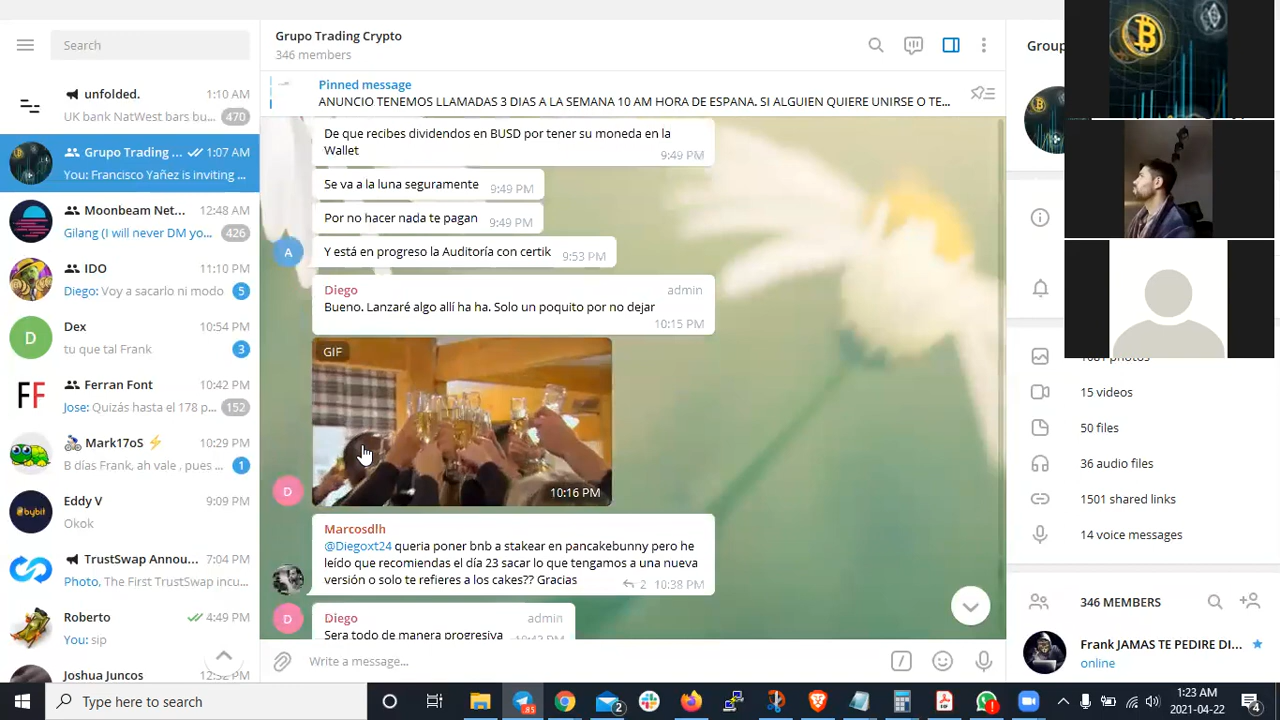 Search
unfolded.
1:10 AM
UK bank NatWest bars bu...
470
Grupo Trading ...
1:07 AM
You: Francisco Yañez is inviting ...
Moonbeam Net...
12:48 AM
Gilang (I will never DM yo...
426
IDO
11:10 PM
Diego: Voy a sacarlo ni modo
5
Dex
10:54 PM
D
tu que tal Frank
3
Ferran Font
10:42 PM
FF
Jose: Quizás hasta el 178 p...
152
Mark17oS
10:29 PM
B días Frank, ah vale , pues ...
1
Eddy V
9:09 PM
BYBIT
Okok
TrustSwap Annou...
7:04 PM
Photo, The First TrustSwap incu...
Roberto
4:49 PM
You: sip
Joshua Juncos
Grupo Trading Crypto
346 members
Pinned message
ANUNCIO TENEMOS LLAMADAS 3 DIAS A LA SEMANA 10 AM HORA DE ESPANA. SI ALGUIEN QUIERE UNIRSE O TE...
De que recibes dividendos en BUSD por tener su moneda en la
Wallet
9:49 PM
Se va a la luna seguramente
9:49 PM
Por no hacer nada te pagan
9:49 PM
A
Y está en progreso la Auditoría con certik
9:53 PM
Diego
admin
Bueno. Lanzaré algo allí ha ha. Solo un poquito por no dejar
10:15 PM
GIF
D
10:16 PM
Marcosdlh
@Diegoxt24 queria poner bnb a stakear en pancakebunny pero he
leído que recomiendas el día 23 sacar lo que tengamos a una nueva
versión o solo te refieres a los cakes?? Gracias
2
10:38 PM
D
Diego
admin
Sera todo de manera progresiva
Write a message...
Group
15 videos
50 files
36 audio files
1501 shared links
14 voice messages
346 MEMBERS
Frank JAMAS TE PEDIRE DI...
online
Type here to search
85
2
1:23 AM
2021-04-22
4